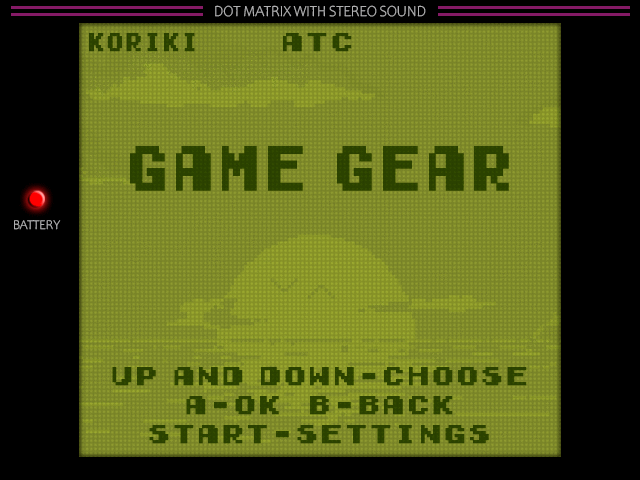 DOT MATRIX WITH STEREO SOUND
KORIKI ATC
GAME GEAR
BATTERY
UP AND DOWN-CHOOSE
A-OK B-BACK
START-SETTINGS